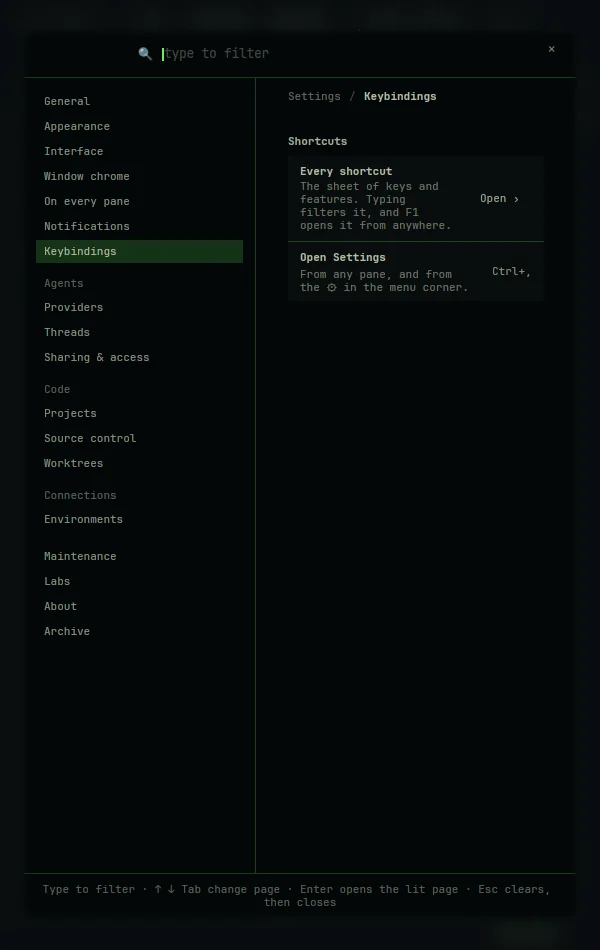 type to filter
×
General
Appearance
Interface
Window chrome
On every pane
Notifications
Keybindings
Agents
Providers
Threads
Sharing & access
Code
Projects
Source control
Worktrees
Connections
Environments
Maintenance
Labs
About
Archive
Settings / Keybindings
Shortcuts
Every shortcut
The sheet of keys and
features. Typing
filters it, and F1
opens it from anywhere.
Open ›
Open Settings
From any pane, and from
the ⚙ in the menu corner.
Ctrl+,
Type to filter · ↑ ↓ Tab change page · Enter opens the lit page · Esc clears,
then closes